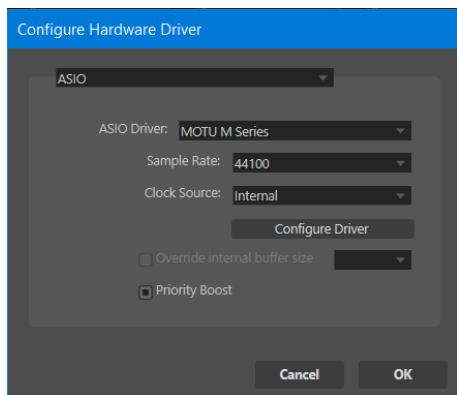 Configure Hardware Driver
ASIO
ASIO Driver: MOTU M Series
Sample Rate: 44100
Clock Source: Internal
Configure Driver
Override internal buffer size
Priority Boost
Cancel OK